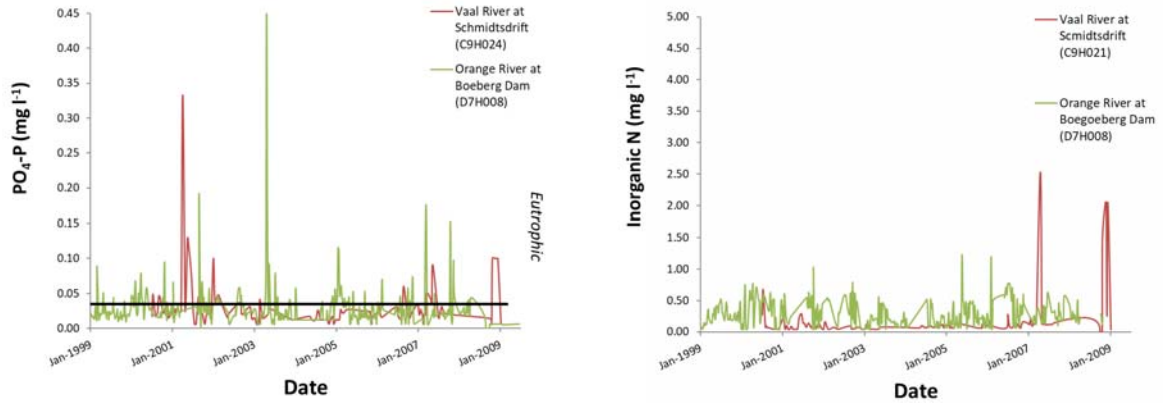 0.45
0.40
0.35
0.30
0.25
0.20
0.15
0.10
0.05
0.00
PO₄-P (mg l⁻¹)
Vaal River at
Schmidtsdrift
(C9H024)
Orange River at
Boeberg Dam
(D7H008)
Eutrophic
Jan-1999
Jan-2001
Jan-2003
Jan-2005
Jan-2007
Jan-2009
Date
5.00
4.50
4.00
3.50
3.00
2.50
2.00
1.50
1.00
0.50
0.00
Inorganic N (mg l⁻¹)
Vaal River at
Scmidtsdrift
(C9H021)
Orange River at
Boegoeberg Dam
(D7H008)
Jan-1999
Jan-2001
Jan-2003
Jan-2005
Jan-2007
Jan-2009
Date